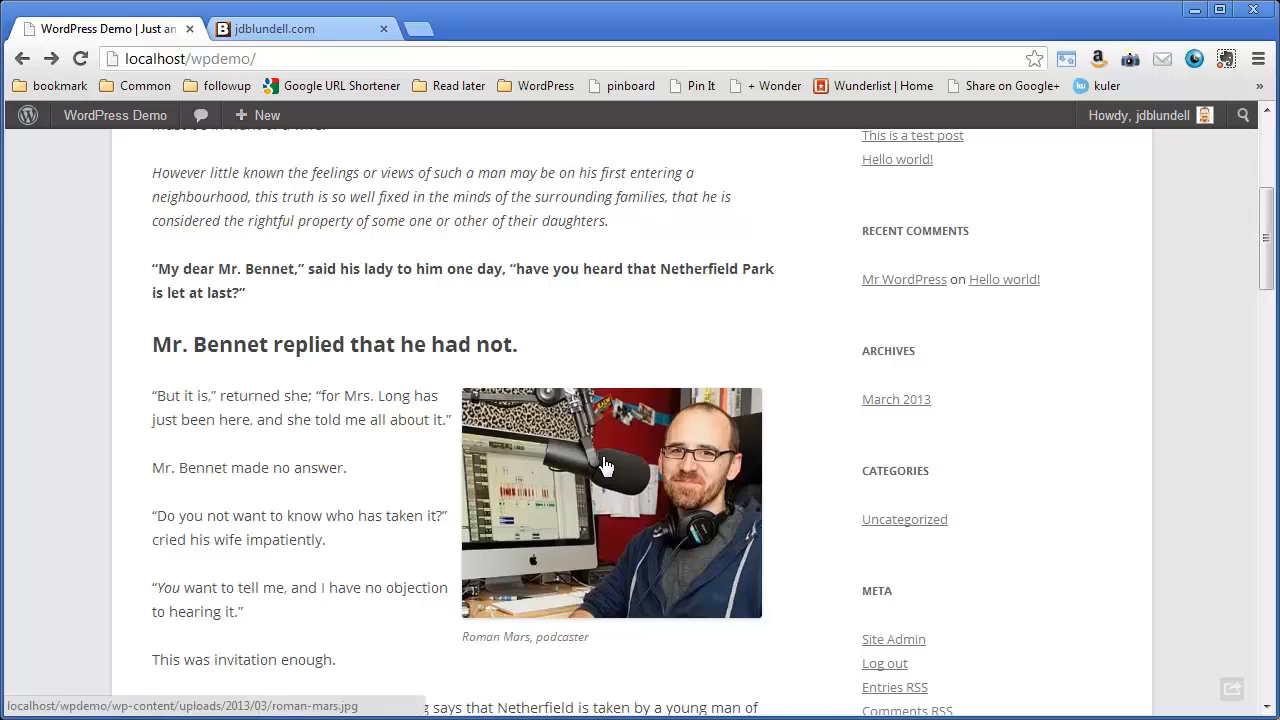 WordPress Demo | Just an
jdblundell.com
localhost/wpdemo/
bookmark Common followup Google URL Shortener Read later WordPress pinboard Pin It + Wonder Wunderlist | Home Share on Google+ kuler »
WordPress Demo + New Howdy, jdblundell
However little known the feelings or views of such a man may be on his first entering a
neighbourhood, this truth is so well fixed in the minds of the surrounding families, that he is
considered the rightful property of some one or other of their daughters.
“My dear Mr. Bennet,” said his lady to him one day, “have you heard that Netherfield Park
is let at last?”
Mr. Bennet replied that he had not.
“But it is,” returned she; “for Mrs. Long has
just been here, and she told me all about it.”
Mr. Bennet made no answer.
“Do you not want to know who has taken it?”
cried his wife impatiently.
“You want to tell me, and I have no objection
to hearing it.”
This was invitation enough.
g says that Netherfield is taken by a young man of
Roman Mars, podcaster
This is a test post
Hello world!
RECENT COMMENTS
Mr WordPress on Hello world!
ARCHIVES
March 2013
CATEGORIES
Uncategorized
META
Site Admin
Log out
Entries RSS
Comments RSS
localhost/wpdemo/wp-content/uploads/2013/03/roman-mars.jpg